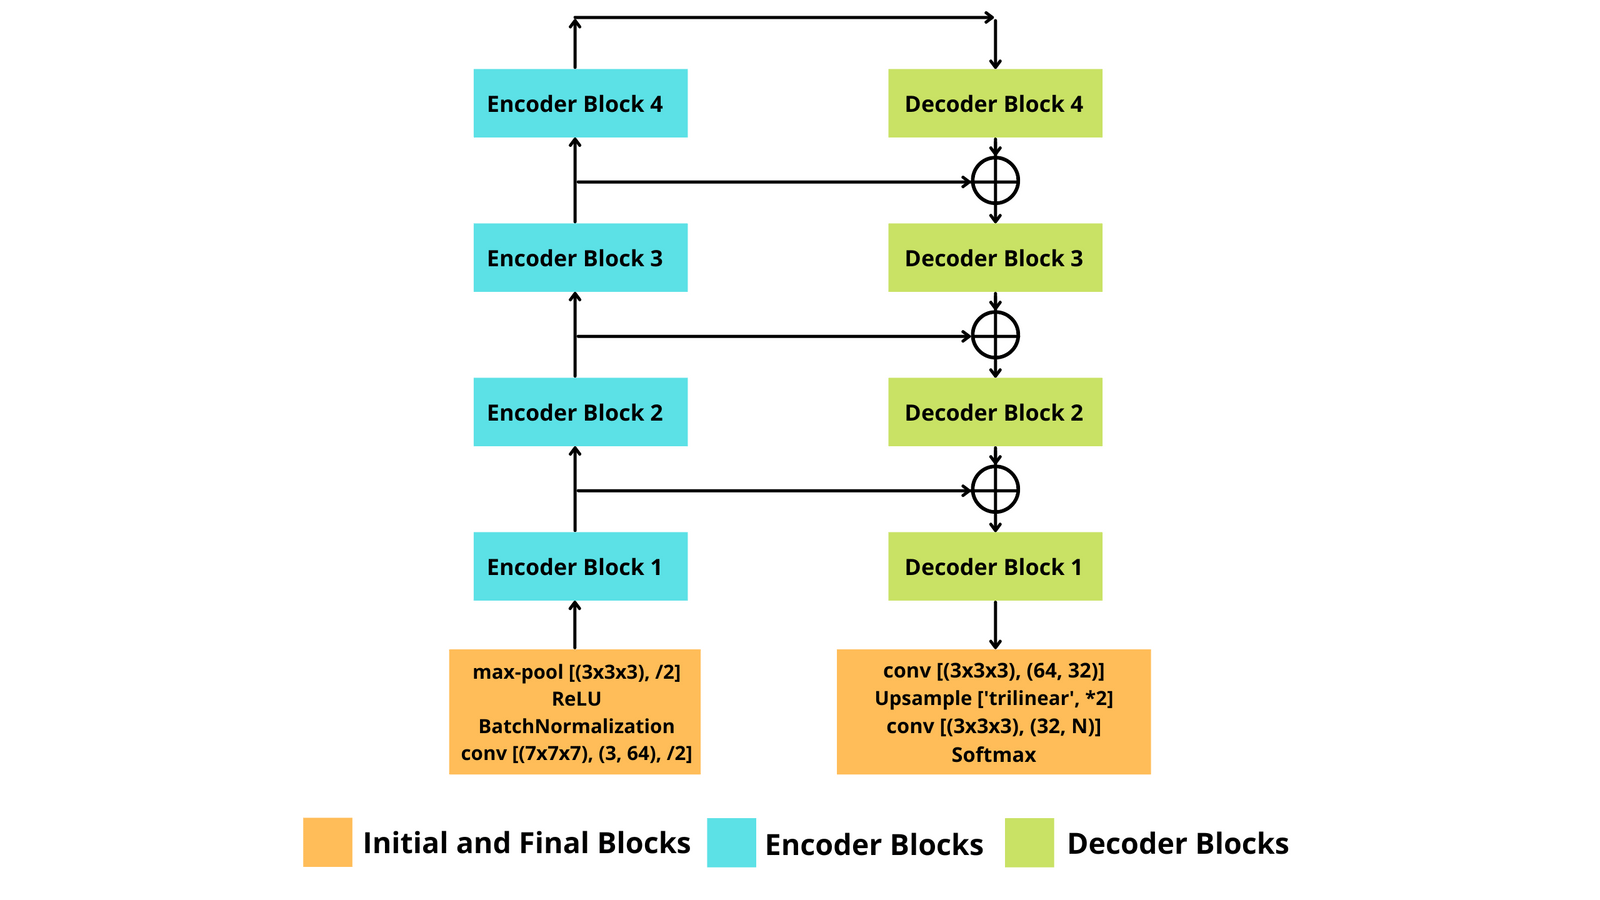 Encoder Block 4
Decoder Block 4
Encoder Block 3
Decoder Block 3
Encoder Block 2
Decoder Block 2
Encoder Block 1
Decoder Block 1
max-pool [(3x3x3), /2]
ReLU
BatchNormalization
conv [(7x7x7), (3, 64), /2]
conv [(3x3x3), (64, 32)]
Upsample ['trilinear', *2]
conv [(3x3x3), (32, N)]
Softmax
Initial and Final Blocks
Encoder Blocks
Decoder Blocks